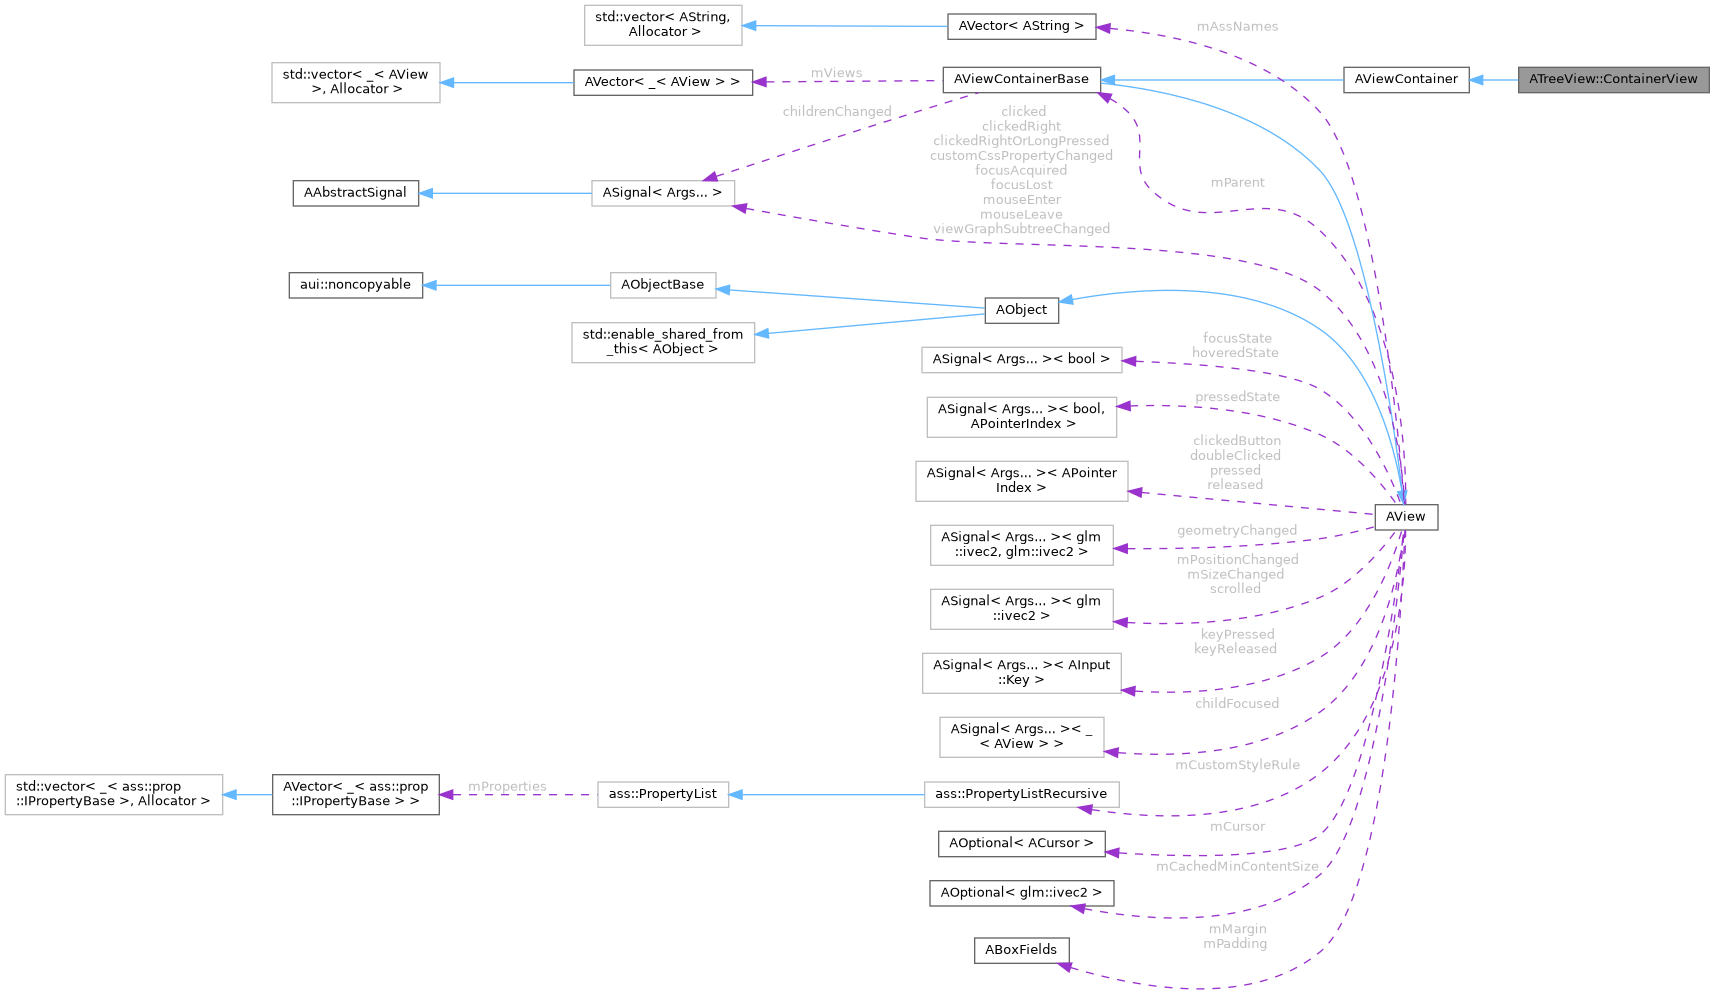 std::vector< AString,
Allocator >
AVector< AString >
mAssNames
std::vector< _< AView
>, Allocator >
AVector< _< AView > >
mViews
AViewContainerBase
AViewContainer
ATreeView::ContainerView
childrenChanged
clicked
clickedRight
clickedRightOrLongPressed
customCssPropertyChanged
focusAcquired
focusLost
mouseEnter
mouseLeave
viewGraphSubtreeChanged
mParent
AAbstractSignal
ASignal< Args... >
aui::noncopyable
AObjectBase
AObject
std::enable_shared_from
_this< AObject >
focusState
hoveredState
ASignal< Args... >< bool >
pressedState
ASignal< Args... >< bool,
APointerIndex >
clickedButton
doubleClicked
pressed
released
ASignal< Args... >< APointer
Index >
AView
geometryChanged
ASignal< Args... >< glm
::ivec2, glm::ivec2 >
mPositionChanged
mSizeChanged
scrolled
ASignal< Args... >< glm
::ivec2 >
keyPressed
keyReleased
ASignal< Args... >< AInput
::Key >
childFocused
ASignal< Args... >< _
< AView > >
mCustomStyleRule
std::vector< _< ass::prop
::IPropertyBase >, Allocator >
AVector< _< ass::prop
::IPropertyBase > >
mProperties
ass::PropertyList
ass::PropertyListRecursive
mCursor
AOptional< ACursor >
mCachedMinContentSize
AOptional< glm::ivec2 >
mMargin
mPadding
ABoxFields